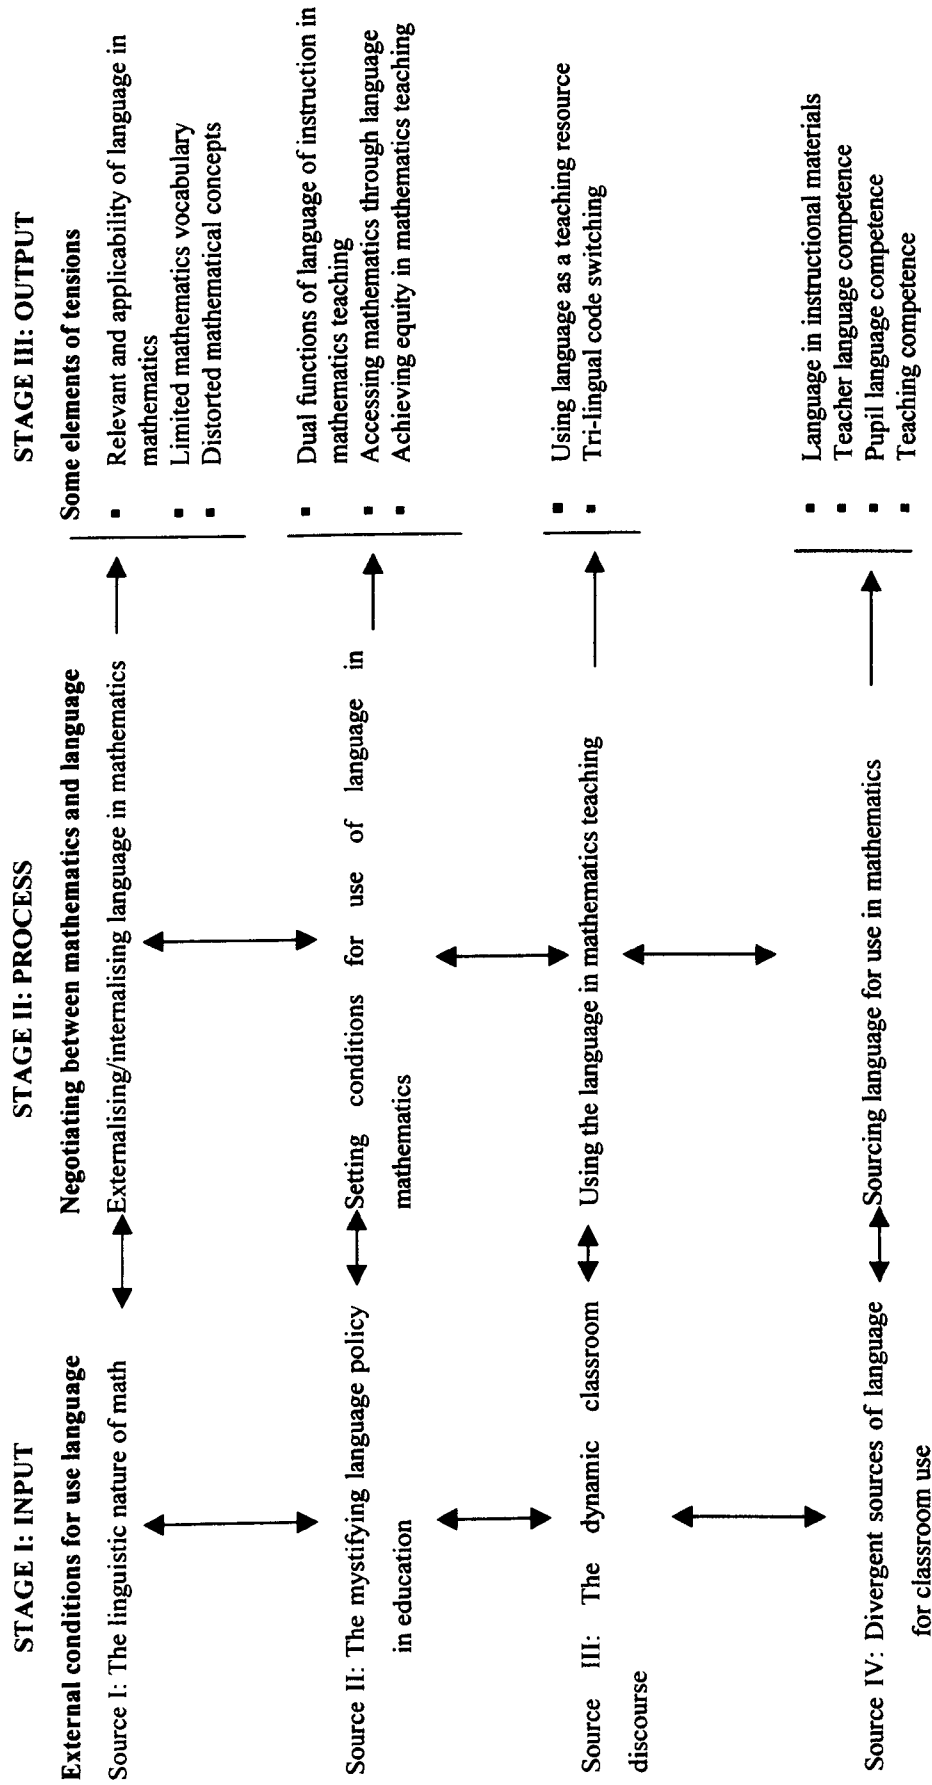 STAGE I: INPUT
External conditions for use language
Source I: The linguistic nature of math
Source II: The mystifying language policy
in education
Source III: The dynamic classroom
discourse
Source IV: Divergent sources of language
for classroom use
STAGE II: PROCESS
Negotiating between mathematics and language
Externalising/internalising language in mathematics
Setting conditions for use of language in
mathematics
Using the language in mathematics teaching
Sourcing language for use in mathematics
STAGE III: OUTPUT
Some elements of tensions
▪ Relevant and applicability of language in
mathematics
▪ Limited mathematics vocabulary
▪ Distorted mathematical concepts
▪ Dual functions of language of instruction in
mathematics teaching
▪ Accessing mathematics through language
▪ Achieving equity in mathematics teaching
▪ Using language as a teaching resource
▪ Tri-lingual code switching
▪ Language in instructional materials
▪ Teacher language competence
▪ Pupil language competence
▪ Teaching competence